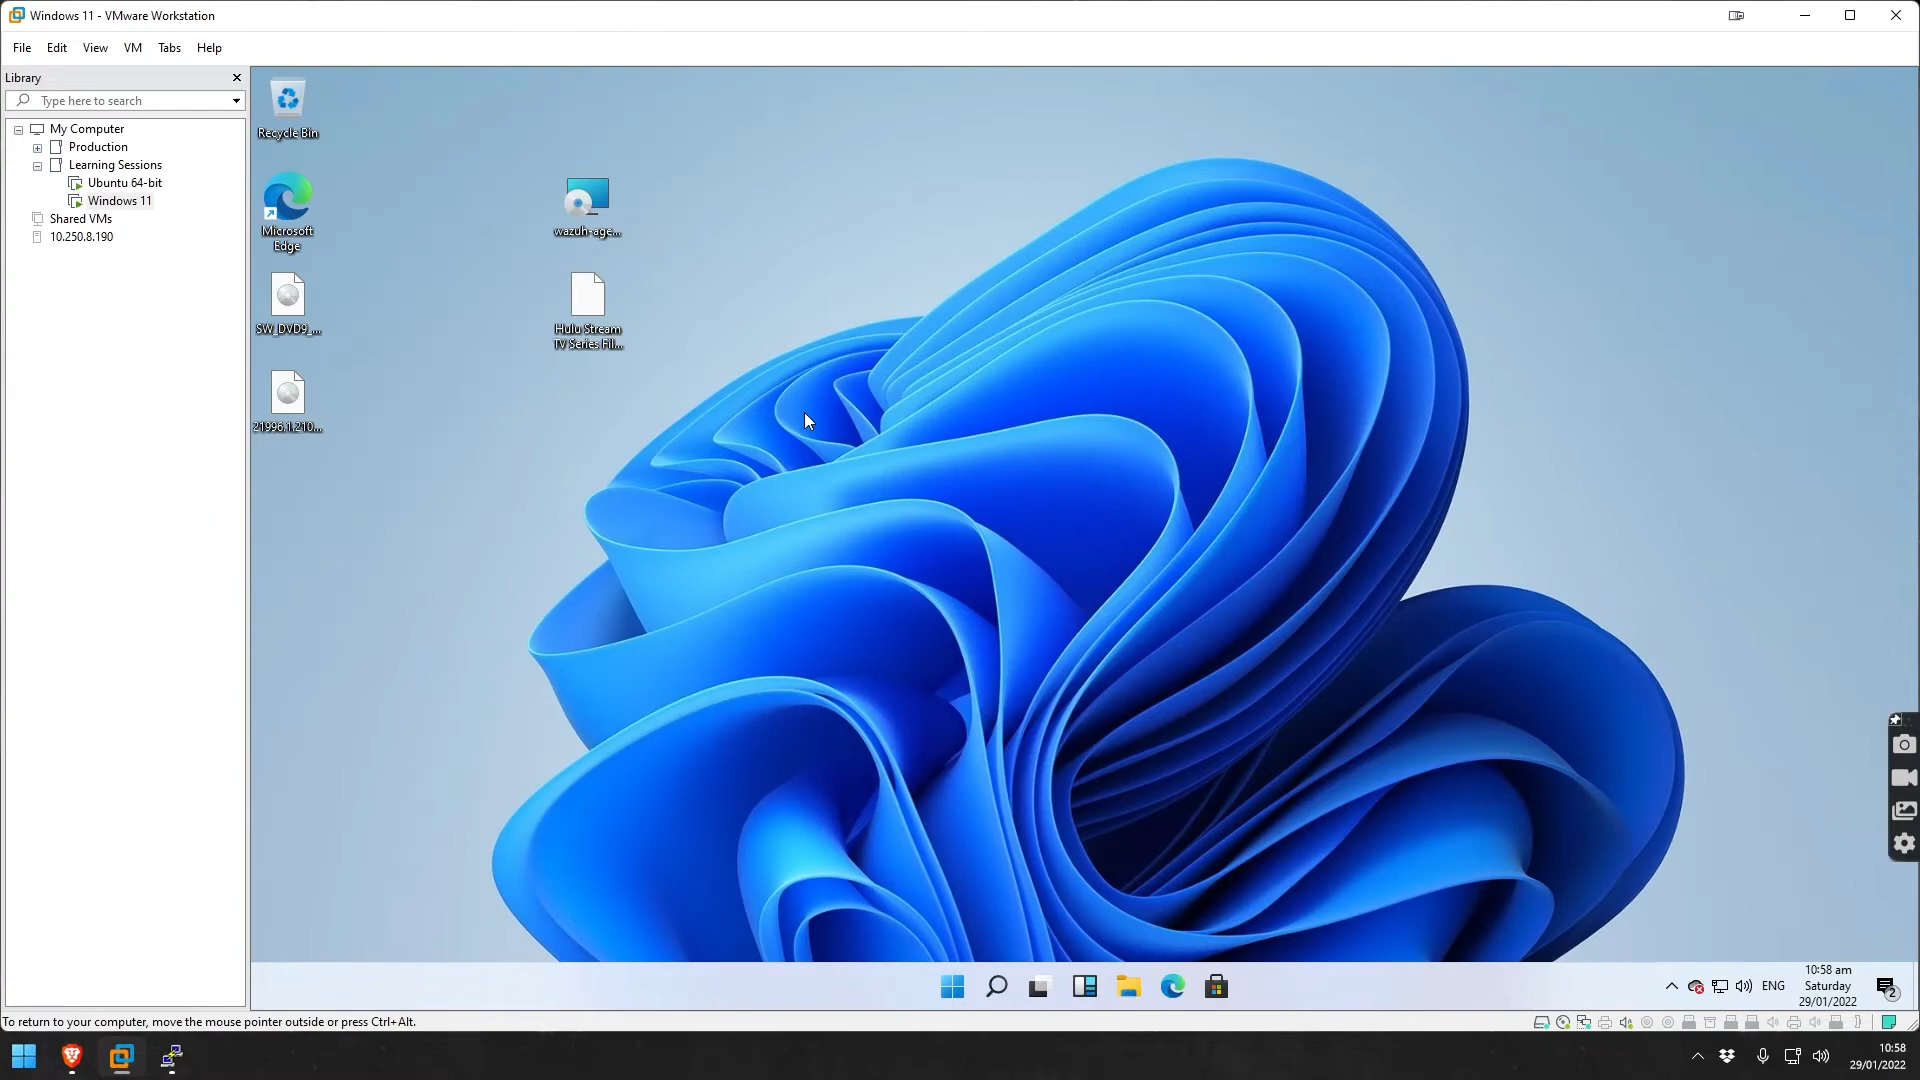 Windows 11 - VMware Workstation
File Edit View VM Tabs Help
Library
Type here to search
My Computer
Production
Learning Sessions
Ubuntu 64-bit
Windows 11
Shared VMs
10.250.8.190
Recycle Bin
Microsoft
Edge
wazuh-age...
SW_DVD9_...
Hulu Stream
TV Series Fil...
21996.1.210...
ENG
10:58 am
Saturday
29/01/2022
2
To return to your computer, move the mouse pointer outside or press Ctrl+Alt.
10:58
29/01/2022